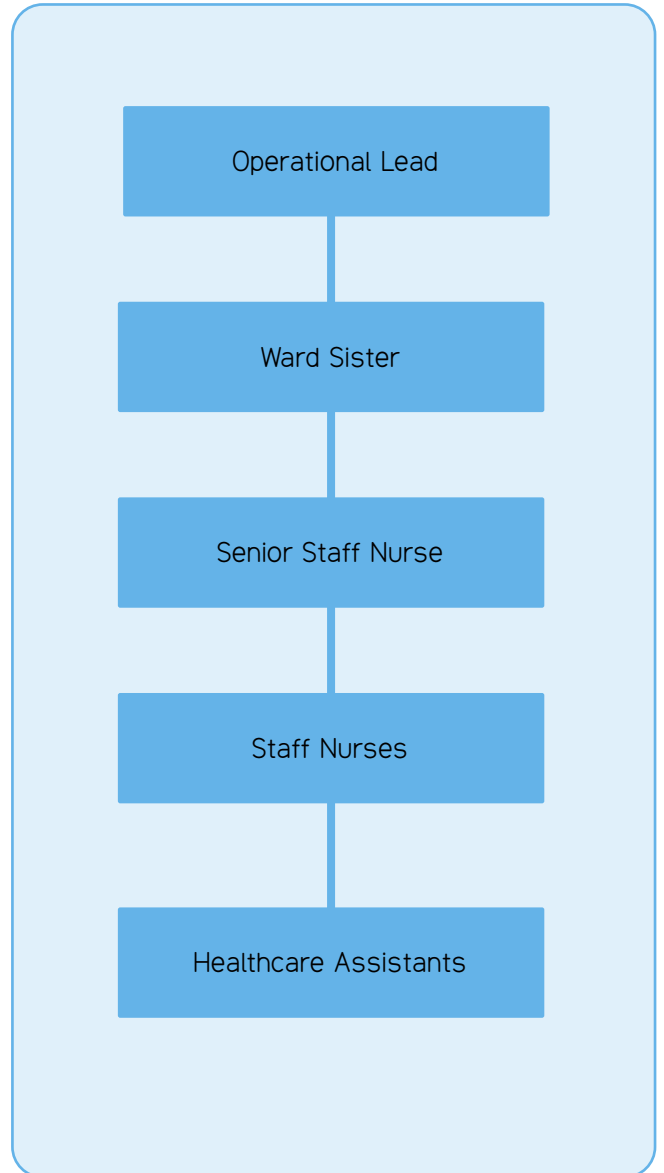 Operational Lead
Ward Sister
Senior Staff Nurse
Staff Nurses
Healthcare Assistants